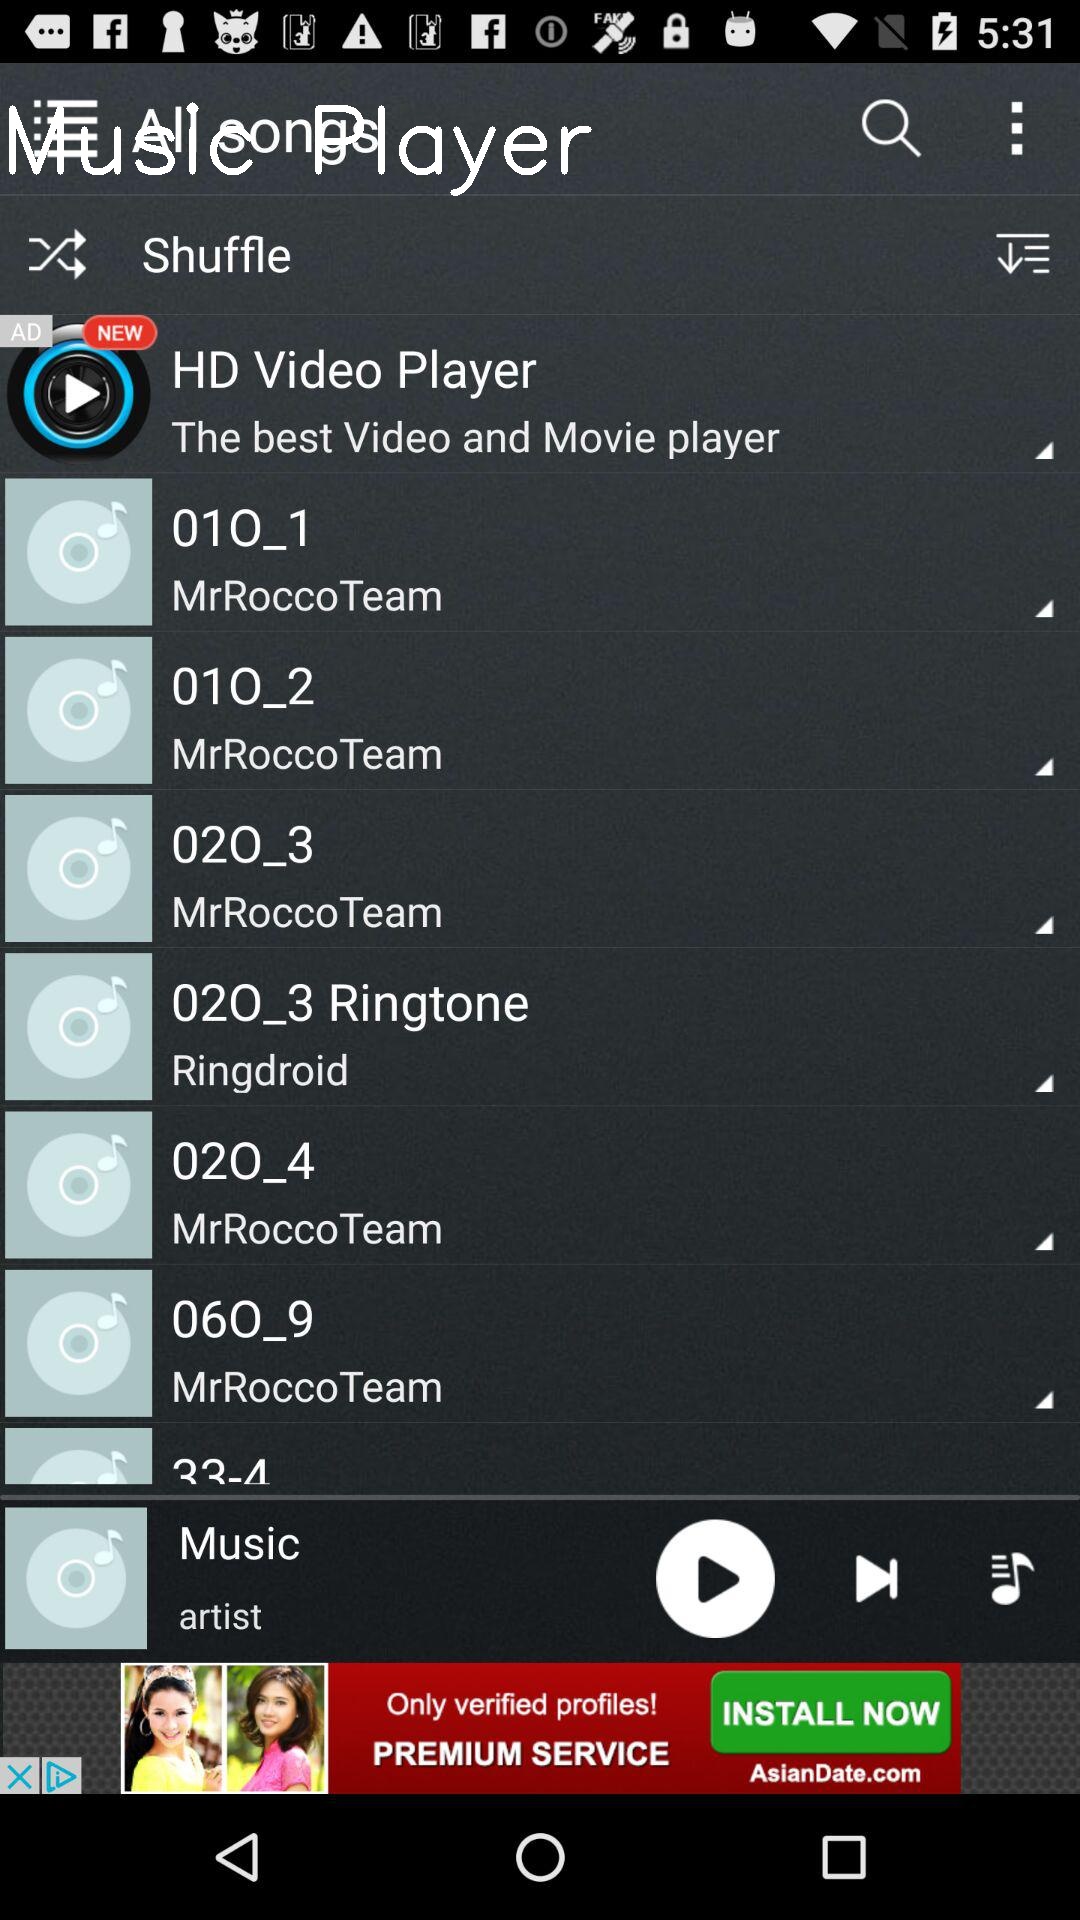 FAKE
5:31
All songs
Music Player
Shuffle
AD
NEW
HD Video Player
The best Video and Movie player
01O_1
MrRoccoTeam
01O_2
MrRoccoTeam
02O_3
MrRoccoTeam
02O_3 Ringtone
Ringdroid
02O_4
MrRoccoTeam
06O_9
MrRoccoTeam
33-4
Music
artist
Only verified profiles!
PREMIUM SERVICE
INSTALL NOW
AsianDate.com